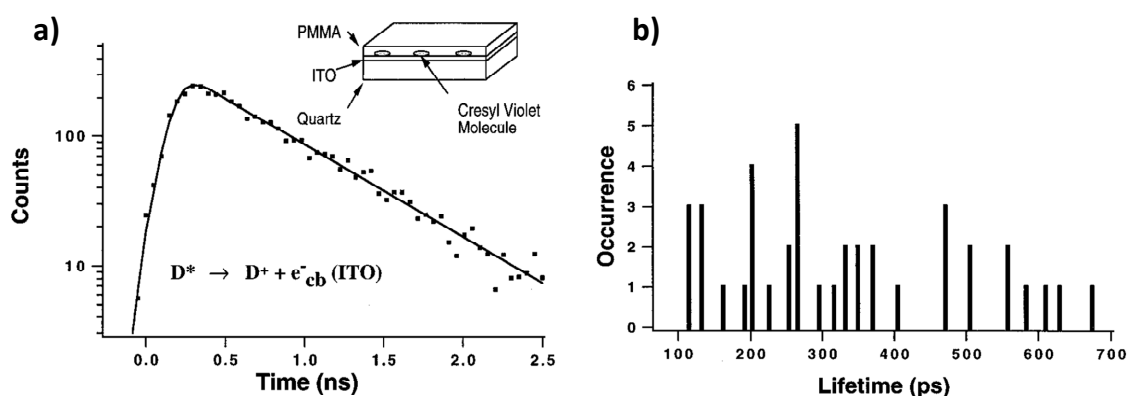 a)
PMMA
ITO
Quartz
Cresyl Violet
Molecule
Counts
100
10
D* → D⁺ + e⁻cb (ITO)
0.0 0.5 1.0 1.5 2.0 2.5
Time (ns)
b)
Occurrence
6
5
4
3
2
1
0
100 200 300 400 500 600 700
Lifetime (ps)